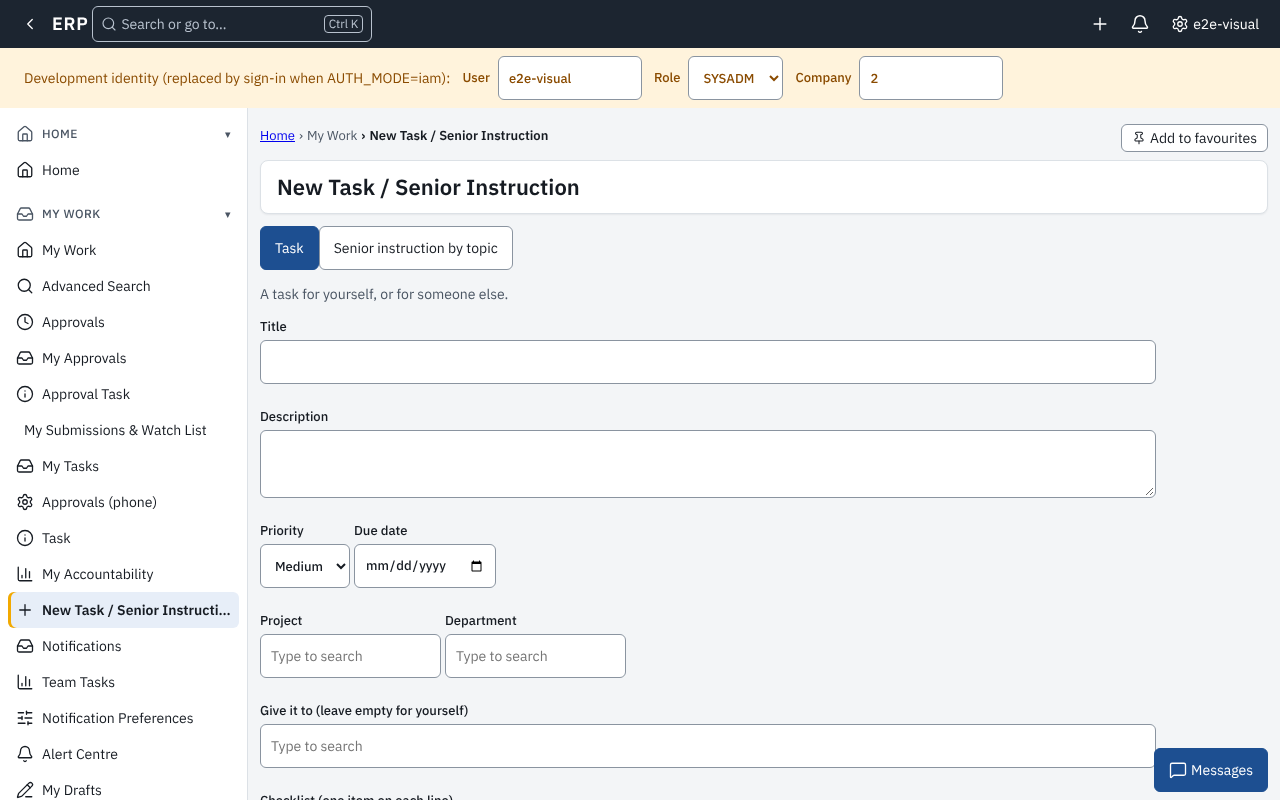 ERP Search or go to... Ctrl K e2e-visual
Development identity (replaced by sign-in when AUTH_MODE=iam): User e2e-visual Role SYSADM Company 2
HOME
Home
MY WORK
My Work
Advanced Search
Approvals
My Approvals
Approval Task
My Submissions & Watch List
My Tasks
Approvals (phone)
Task
My Accountability
New Task / Senior Instructi...
Notifications
Team Tasks
Notification Preferences
Alert Centre
My Drafts
Home › My Work › New Task / Senior Instruction
Add to favourites
New Task / Senior Instruction
Task Senior instruction by topic
A task for yourself, or for someone else.
Title
Description
Priority Due date
Medium mm/dd/yyyy
Project Department
Type to search Type to search
Give it to (leave empty for yourself)
Type to search
Messages
Checklist (one item on each line)